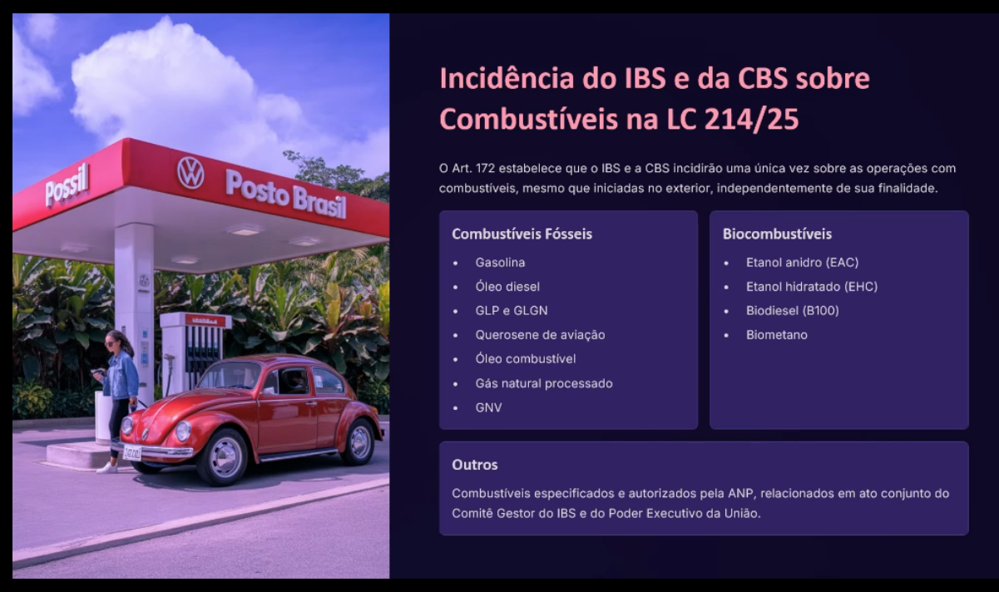 Possil
Posto Brasil
Incidência do IBS e da CBS sobre
Combustíveis na LC 214/25
O Art. 172 estabelece que o IBS e a CBS incidirão uma única vez sobre as operações com
combustíveis, mesmo que iniciadas no exterior, independentemente de sua finalidade.
Combustíveis Fósseis
• Gasolina
• Óleo diesel
• GLP e GLGN
• Querosene de aviação
• Óleo combustível
• Gás natural processado
• GNV
Biocombustíveis
• Etanol anidro (EAC)
• Etanol hidratado (EHC)
• Biodiesel (B100)
• Biometano
Outros
Combustíveis especificados e autorizados pela ANP, relacionados em ato conjunto do
Comitê Gestor do IBS e do Poder Executivo da União.